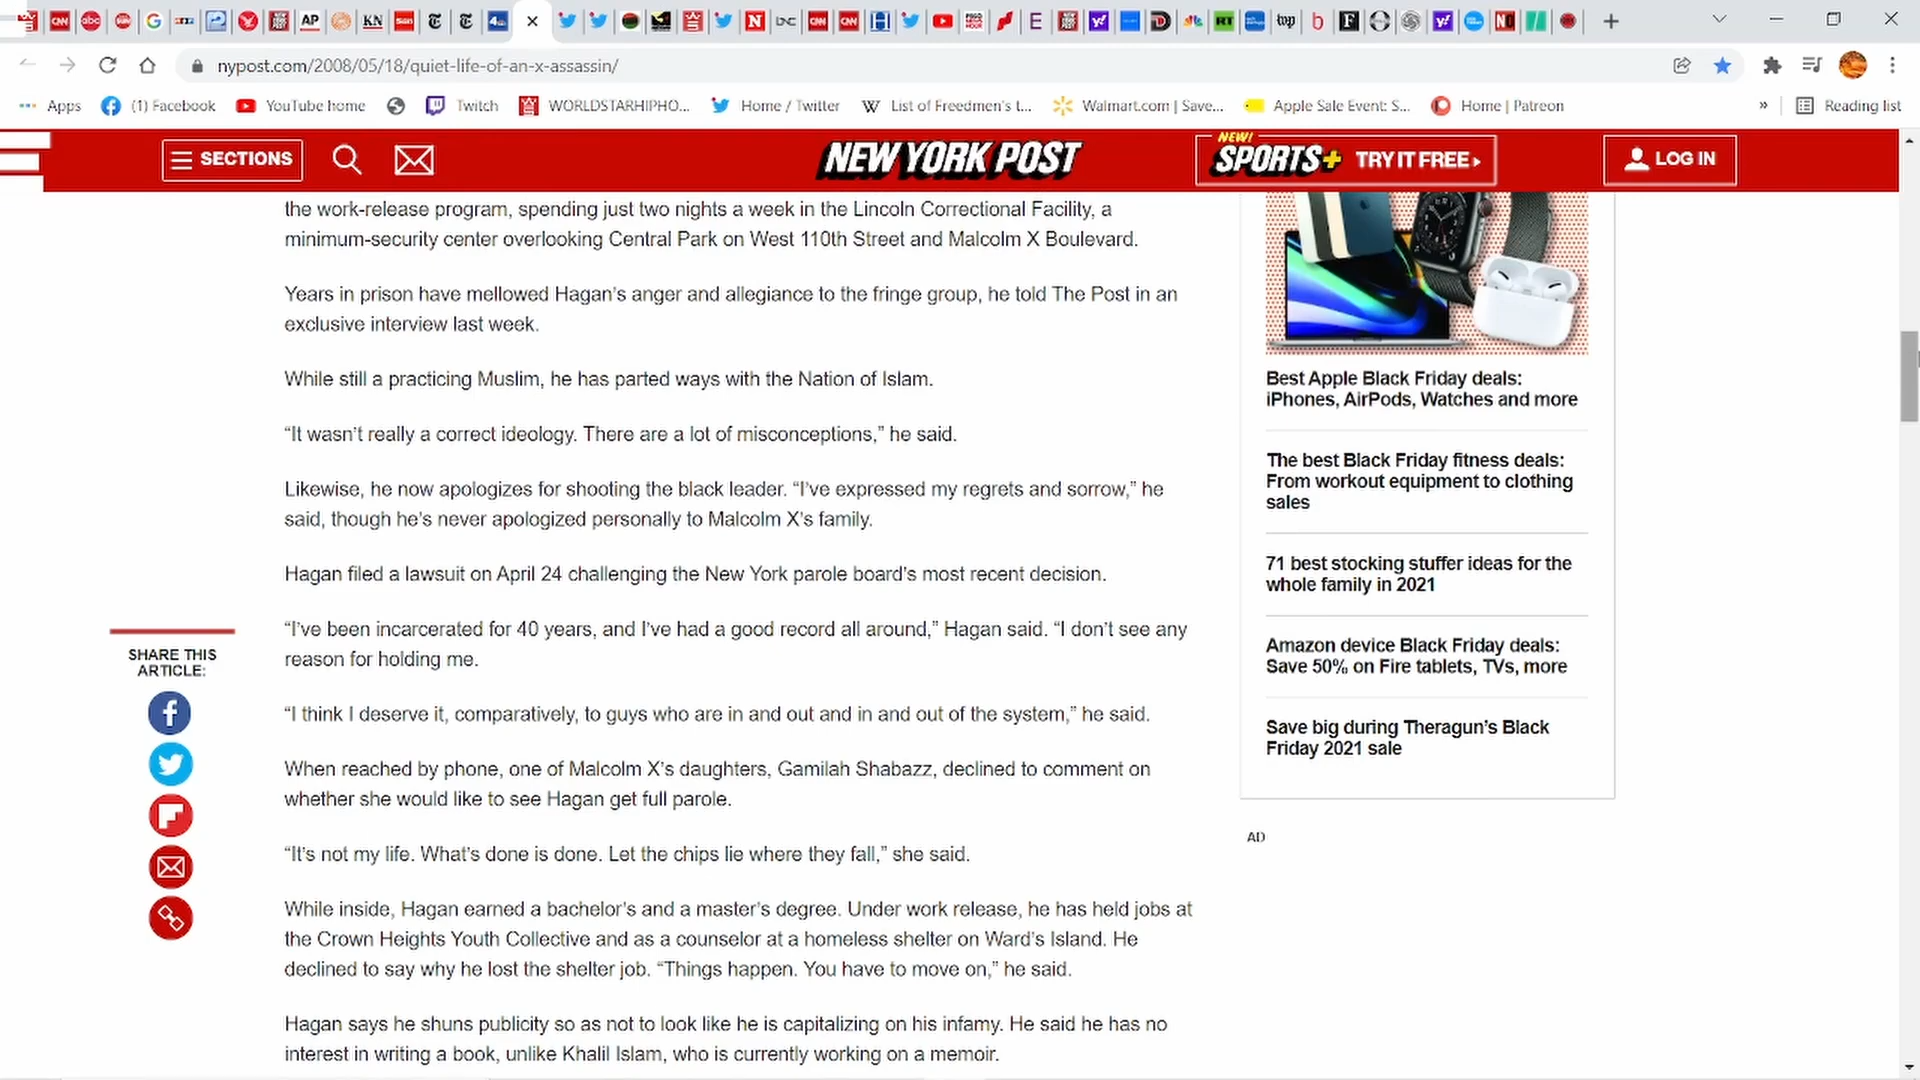 abc
AP
KN
CNN
CNN
RT
top
nypost.com/2008/05/18/quiet-life-of-an-x-assassin/
Apps
(1) Facebook
YouTube home
Twitch
WORLDSTARHIPHO...
Home / Twitter
List of Freedmen's t...
Walmart.com | Save...
Apple Sale Event: S...
Home | Patreon
»
Reading list
SECTIONS
NEW YORK POST
NEW!
SPORTS+ TRY IT FREE
LOG IN
the work-release program, spending just two nights a week in the Lincoln Correctional Facility, a
minimum-security center overlooking Central Park on West 110th Street and Malcolm X Boulevard.
Years in prison have mellowed Hagan's anger and allegiance to the fringe group, he told The Post in an
exclusive interview last week.
While still a practicing Muslim, he has parted ways with the Nation of Islam.
“It wasn't really a correct ideology. There are a lot of misconceptions,” he said.
Likewise, he now apologizes for shooting the black leader. “I've expressed my regrets and sorrow,” he
said, though he's never apologized personally to Malcolm X's family.
Hagan filed a lawsuit on April 24 challenging the New York parole board's most recent decision.
“I've been incarcerated for 40 years, and I've had a good record all around,” Hagan said. “I don't see any
reason for holding me.
“I think I deserve it, comparatively, to guys who are in and out and in and out of the system,” he said.
When reached by phone, one of Malcolm X's daughters, Gamilah Shabazz, declined to comment on
whether she would like to see Hagan get full parole.
“It's not my life. What's done is done. Let the chips lie where they fall,” she said.
While inside, Hagan earned a bachelor's and a master's degree. Under work release, he has held jobs at
the Crown Heights Youth Collective and as a counselor at a homeless shelter on Ward's Island. He
declined to say why he lost the shelter job. “Things happen. You have to move on,” he said.
Hagan says he shuns publicity so as not to look like he is capitalizing on his infamy. He said he has no
interest in writing a book, unlike Khalil Islam, who is currently working on a memoir.
SHARE THIS
ARTICLE:
Best Apple Black Friday deals:
iPhones, AirPods, Watches and more
The best Black Friday fitness deals:
From workout equipment to clothing
sales
71 best stocking stuffer ideas for the
whole family in 2021
Amazon device Black Friday deals:
Save 50% on Fire tablets, TVs, more
Save big during Theragun's Black
Friday 2021 sale
AD